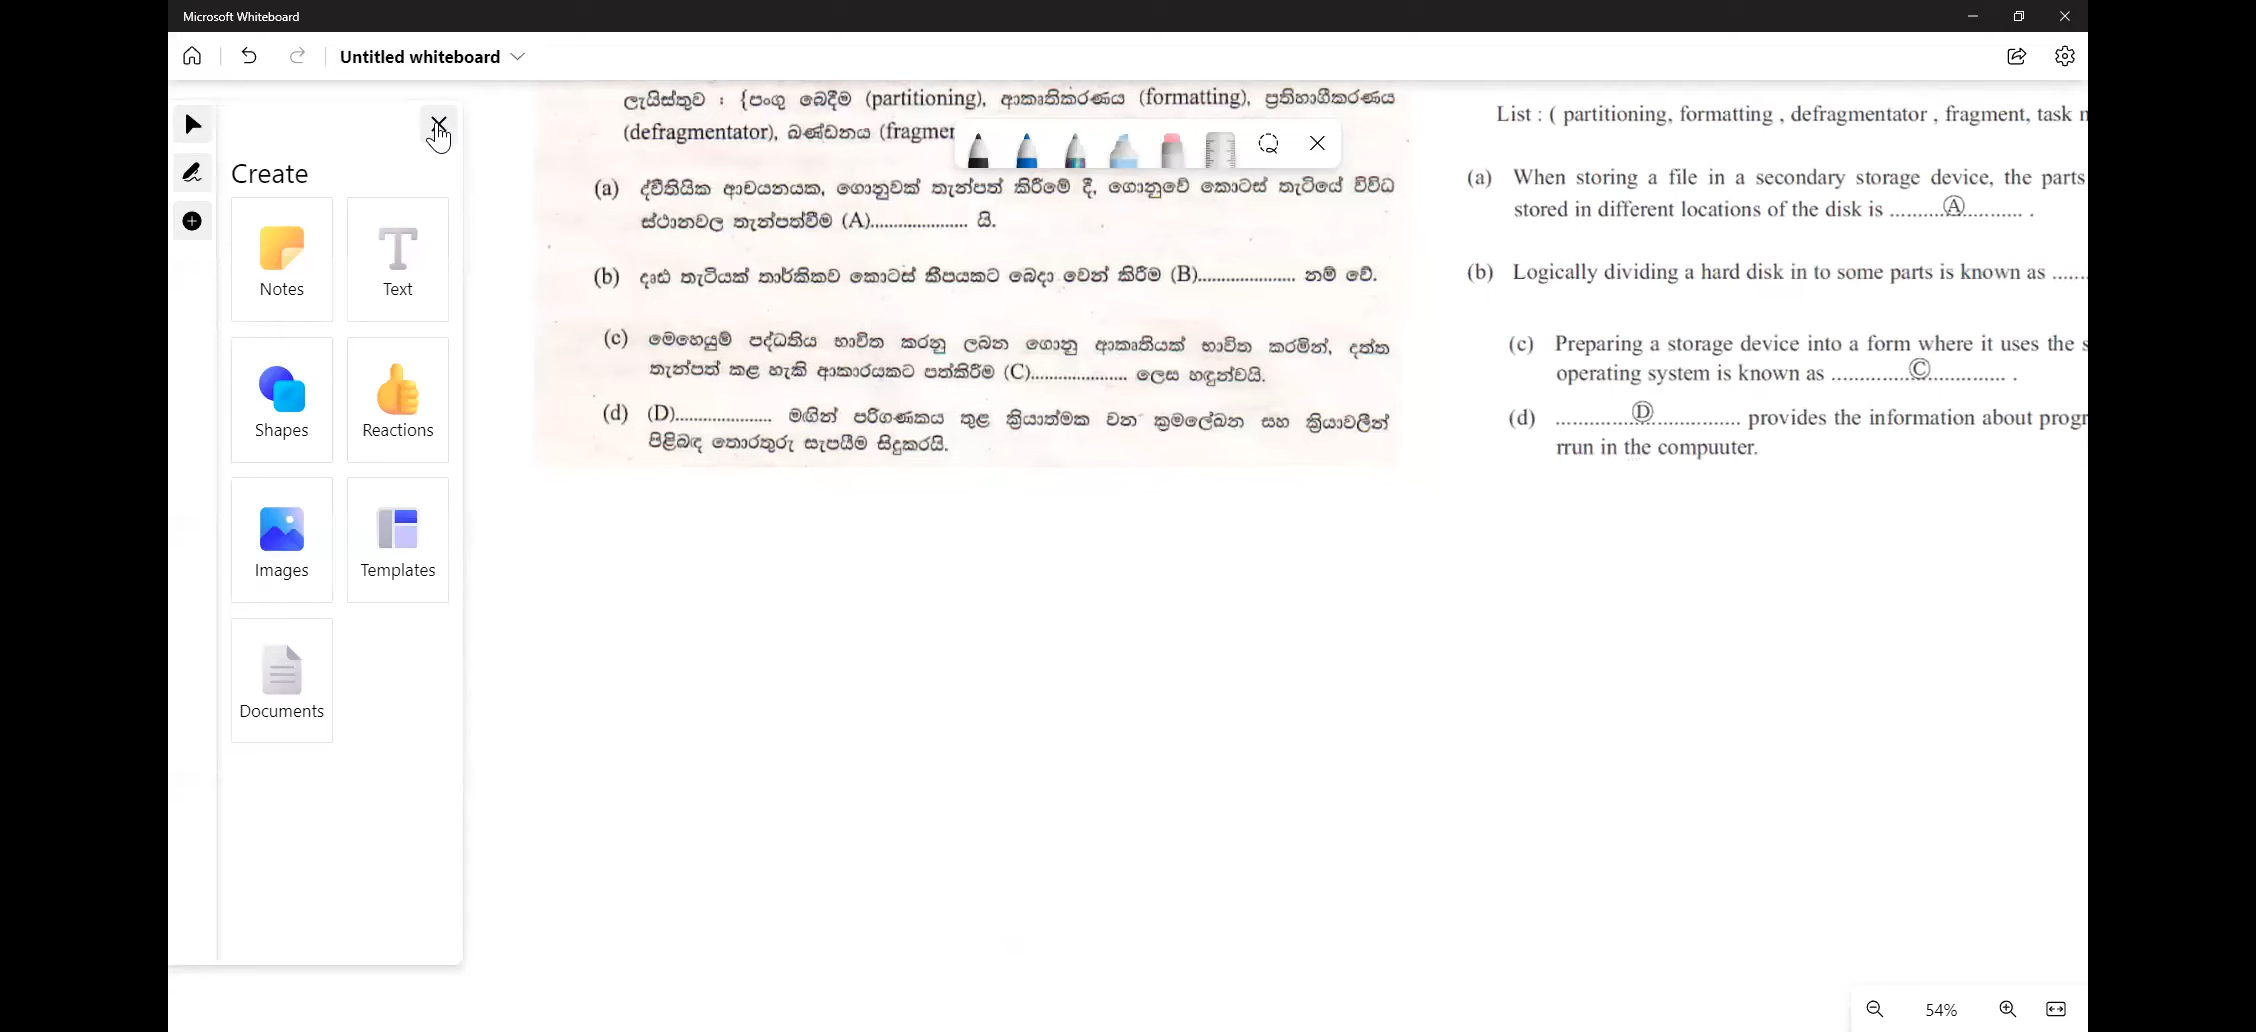 Microsoft Whiteboard
Untitled whiteboard
Create
Notes
Text
Shapes
Reactions
Images
Templates
Documents
ලැයිස්තුව : {පංගු බෙදීම (partitioning), ආකෘතිකරණය (formatting), ප්‍රතිභාගීකරණය
(defragmentator), ඛණ්ඩනය
(a) ද්විතියික ආචයනයක, ගොනුවක් තැන්පත් කිරීමේ දී, ගොනුවේ කොටස් තැටියේ විවිධ
ස්ථානවල තැන්පත්වීම (A)..................... යි.
(b) දෘඪ තැටියක් තාර්කිකව කොටස් කීපයකට බෙදා වෙන් කිරීම (B)..................... නම් වේ.
(c) මෙහෙයුම් පද්ධතිය භාවිත කරනු ලබන ගොනු ආකෘතියක් භාවිත කරමින්, දත්ත
තැන්පත් කළ හැකි ආකාරයකට පත්කිරීම (C)..................... ලෙස හඳුන්වයි.
(d) (D)..................... මඟින් පරිගණකය තුළ ක්‍රියාත්මක වන ක්‍රමලේඛන සහ ක්‍රියාවලීන්
පිළිබඳ තොරතුරු සැපයීම සිදුකරයි.
List : ( partitioning, formatting , defragmentator , fragment, task
(a) When storing a file in a secondary storage device, the parts
stored in different locations of the disk is ..........Ⓐ............ .
(b) Logically dividing a hard disk in to some parts is known as ......
(c) Preparing a storage device into a form where it uses the
operating system is known as ..............Ⓒ............. .
(d) ..............Ⓓ.............. provides the information about
rrun in the compuuter.
54%